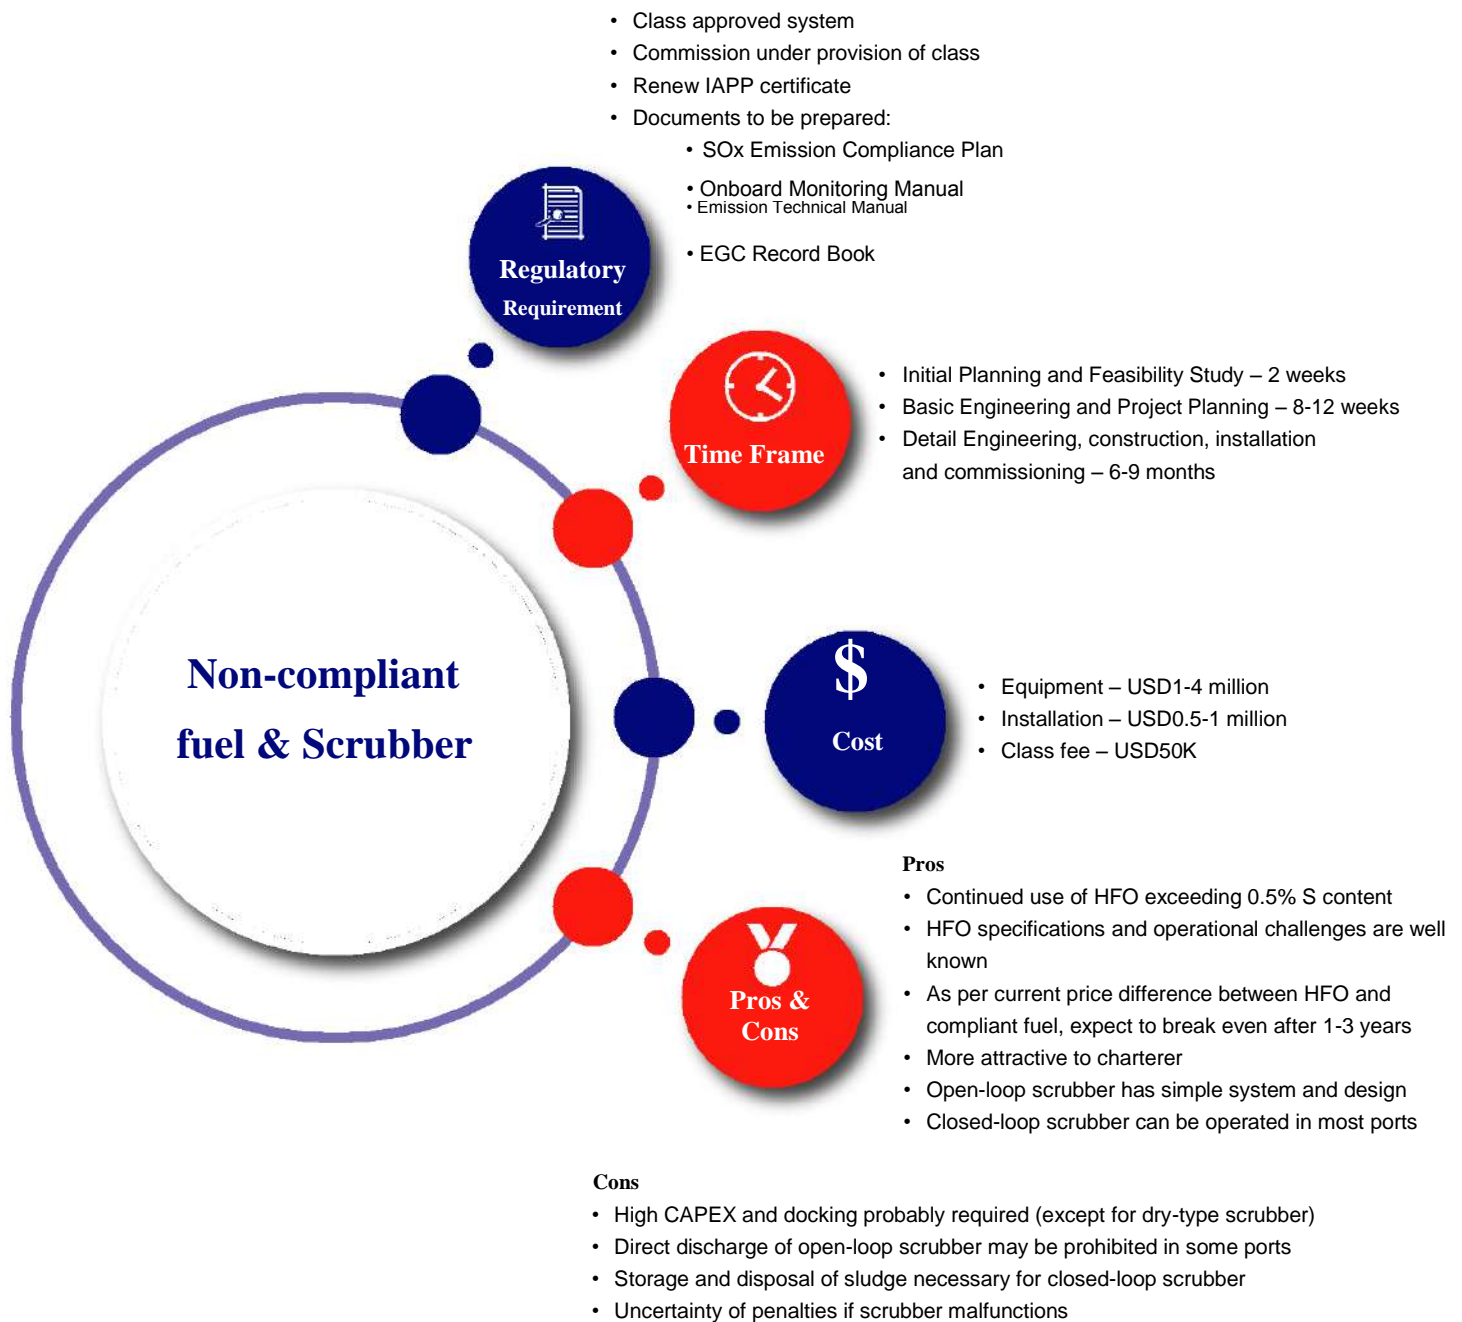 • Class approved system
• Commission under provision of class
• Renew IAPP certificate
• Documents to be prepared:
• SOx Emission Compliance Plan
• Onboard Monitoring Manual
• Emission Technical Manual
• EGC Record Book
Regulatory
Requirement
Time Frame
• Initial Planning and Feasibility Study – 2 weeks
• Basic Engineering and Project Planning – 8-12 weeks
• Detail Engineering, construction, installation
and commissioning – 6-9 months
Non-compliant
fuel & Scrubber
$
Cost
• Equipment – USD1-4 million
• Installation – USD0.5-1 million
• Class fee – USD50K
Pros &
Cons
Pros
• Continued use of HFO exceeding 0.5% S content
• HFO specifications and operational challenges are well
known
• As per current price difference between HFO and
compliant fuel, expect to break even after 1-3 years
• More attractive to charterer
• Open-loop scrubber has simple system and design
• Closed-loop scrubber can be operated in most ports
Cons
• High CAPEX and docking probably required (except for dry-type scrubber)
• Direct discharge of open-loop scrubber may be prohibited in some ports
• Storage and disposal of sludge necessary for closed-loop scrubber
• Uncertainty of penalties if scrubber malfunctions